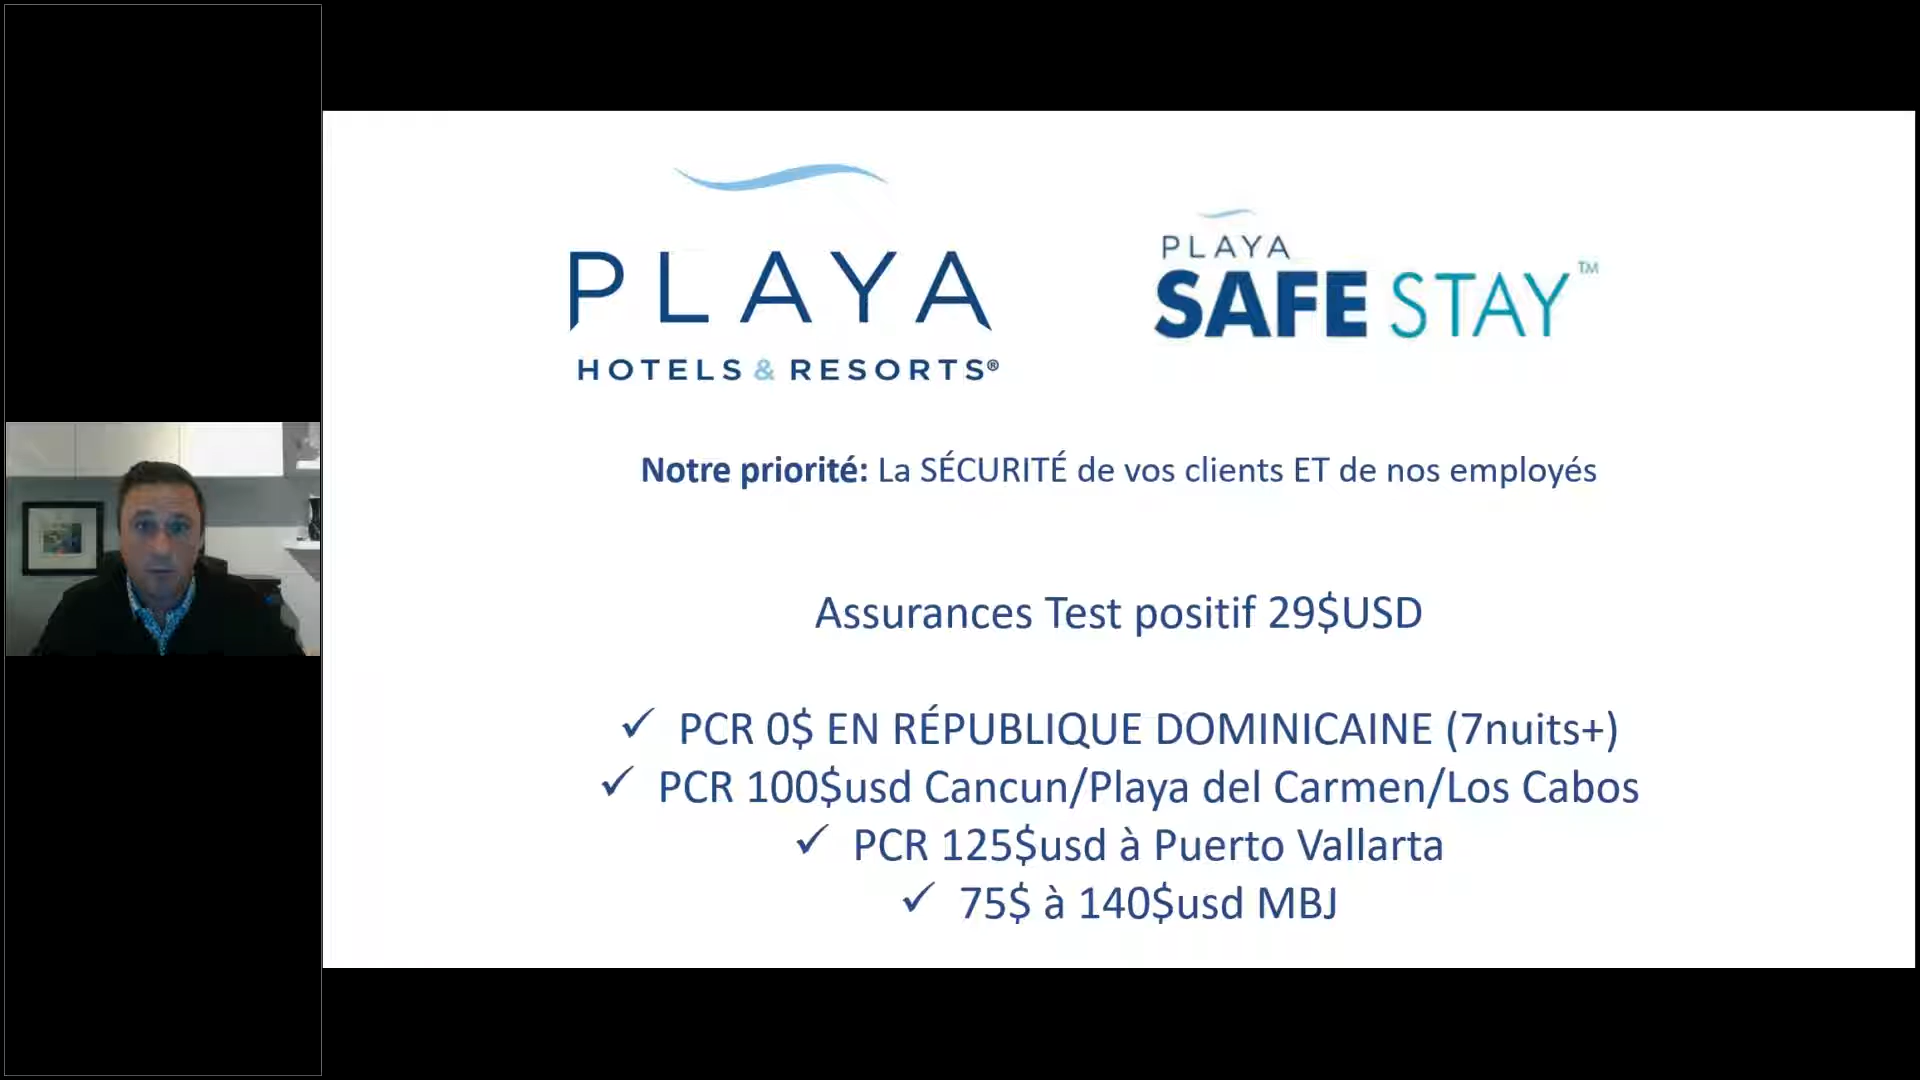 PLAYA
HOTELS & RESORTS®
PLAYA
SAFE STAY™
Notre priorité: La SÉCURITÉ de vos clients ET de nos employés
Assurances Test positif 29$USD
✓ PCR 0$ EN RÉPUBLIQUE DOMINICAINE (7nuits+)
✓ PCR 100$usd Cancun/Playa del Carmen/Los Cabos
✓ PCR 125$usd à Puerto Vallarta
✓ 75$ à 140$usd MBJ